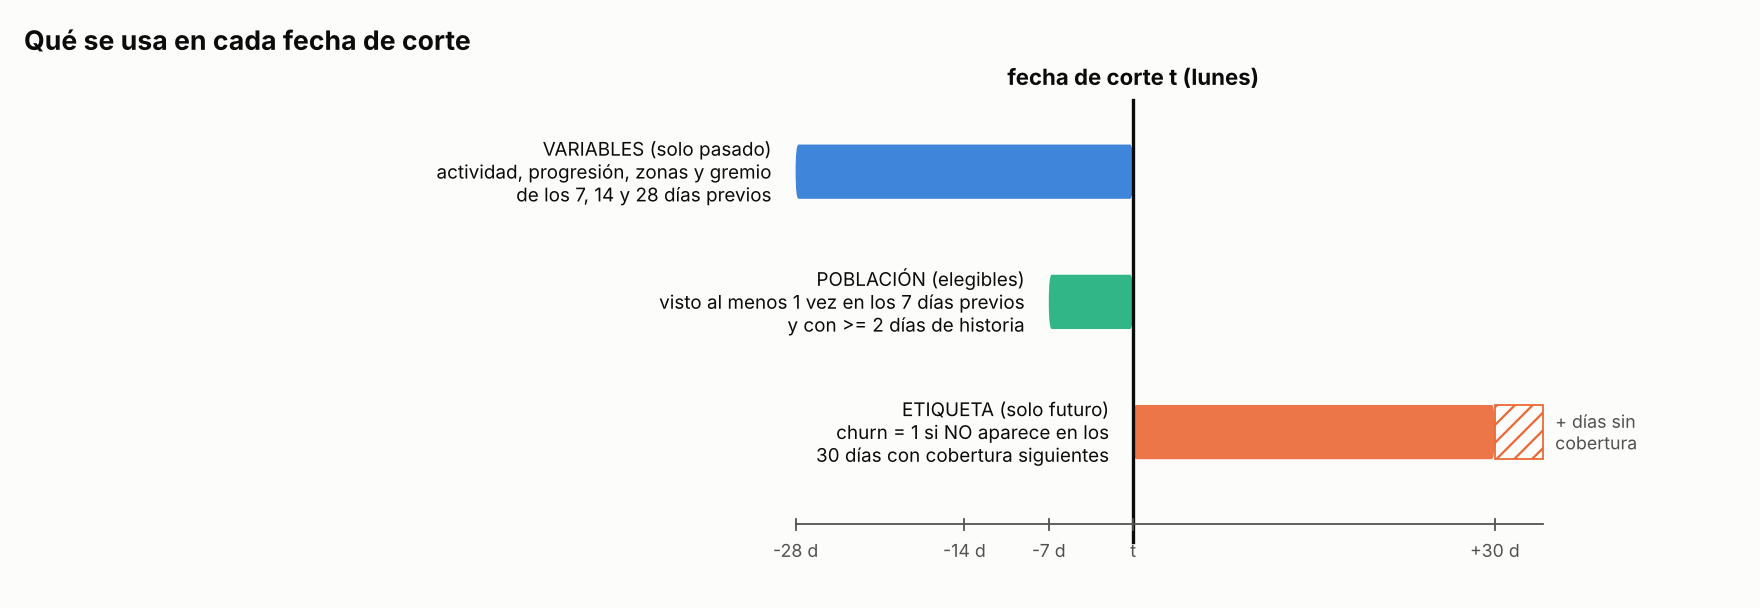 Qué se usa en cada fecha de corte
fecha de corte t (lunes)
VARIABLES (solo pasado)
actividad, progresión, zonas y gremio
de los 7, 14 y 28 días previos
POBLACIÓN (elegibles)
visto al menos 1 vez en los 7 días previos
y con >= 2 días de historia
ETIQUETA (solo futuro)
churn = 1 si NO aparece en los
30 días con cobertura siguientes
+ días sin
cobertura
-28 d
-14 d
-7 d
t
+30 d